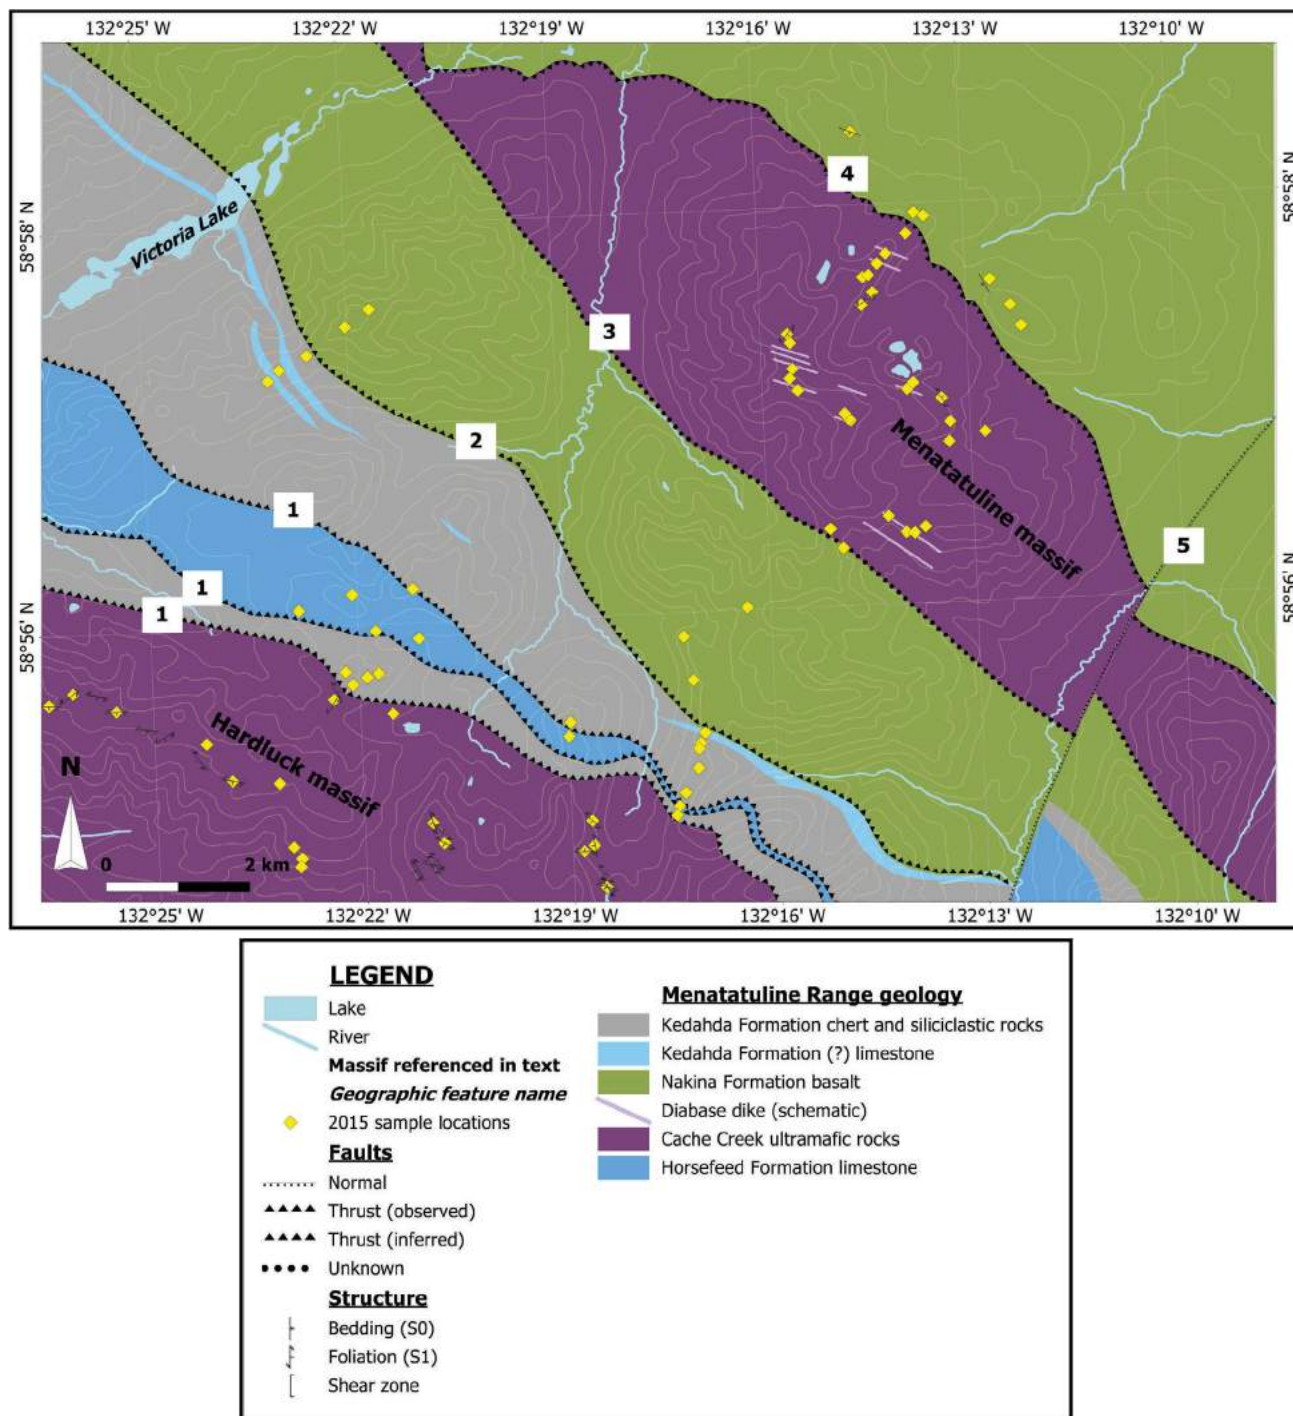 132°25' W 132°22' W 132°19' W 132°16' W 132°13' W 132°10' W
4
58°58' N
58°58' N
Victoria Lake
3
2
Menatatuline massif
1
5
1
1
58°56' N
58°56' N
Hardluck massif
N
0 2 km
132°25' W 132°22' W 132°19' W 132°16' W 132°13' W 132°10' W
LEGEND
Lake
River
Massif referenced in text
Geographic feature name
2015 sample locations
Faults
Normal
Thrust (observed)
Thrust (inferred)
Unknown
Structure
Bedding (S0)
Foliation (S1)
Shear zone
Menatatuline Range geology
Kedahda Formation chert and siliciclastic rocks
Kedahda Formation (?) limestone
Nakina Formation basalt
Diabase dike (schematic)
Cache Creek ultramafic rocks
Horsefeed Formation limestone